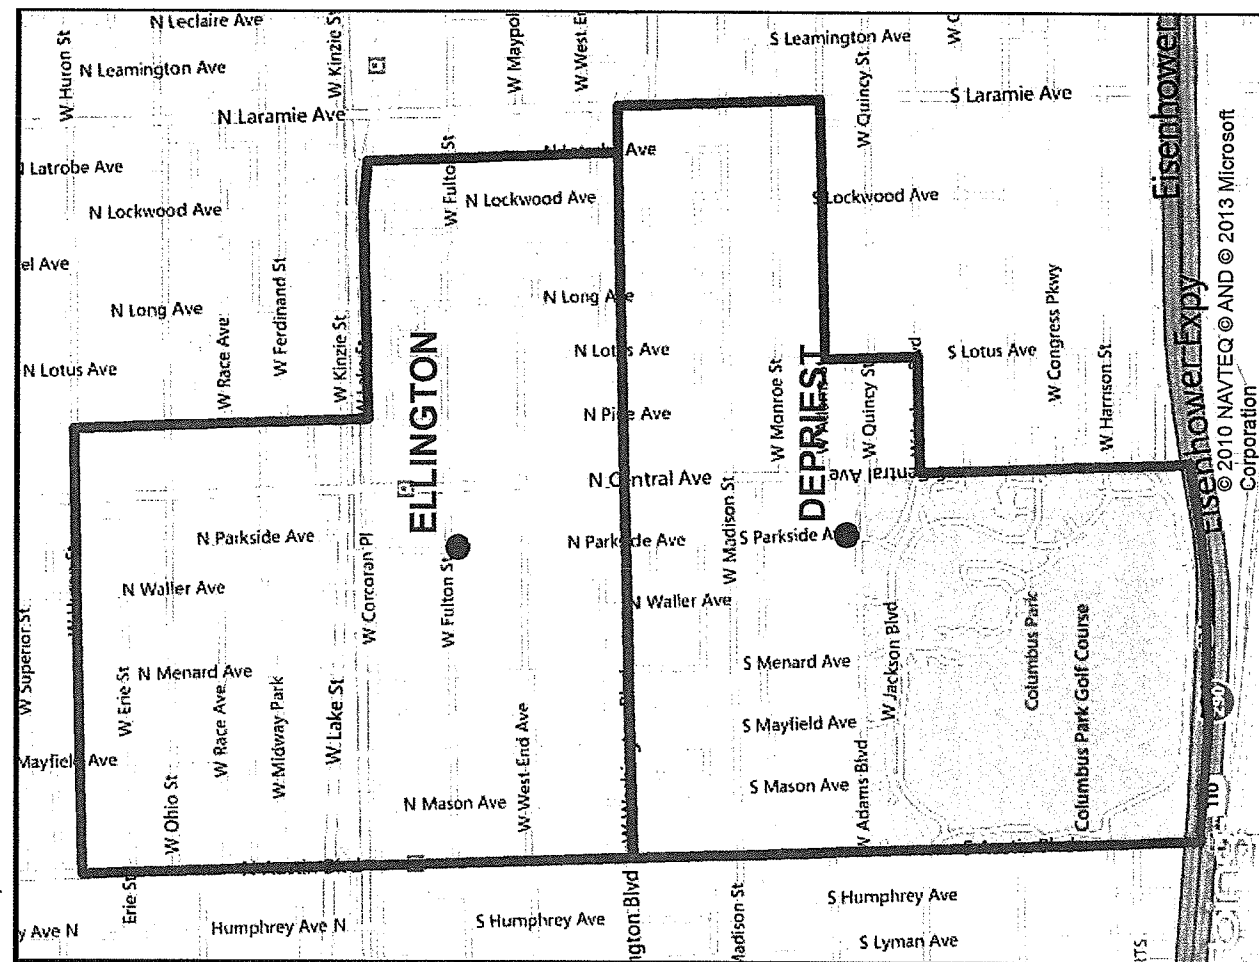 N Leclaire Ave
W Huron St
N Leamington Ave
W Kinzie St
W Maypol
W West En
S Leamington Ave
W Quincy St
W C
Eisenhower
N Laramie Ave
S Laramie Ave
Latrobe Ave
W Fulton St
Ave
N Lockwood Ave
N Lockwood Ave
S Lockwood Ave
el Ave
W Ferdinand St
N Long Ave
N Long Ave
W Race Ave
W Kinzie St
N Lotus Ave
N Lotus Ave
S Lotus Ave
W Congress Pkwy
W Harrison St
Eisenhower Expy
© 2010 NAVTEQ © AND © 2013 Microsoft
Corporation
ELLINGTON
DEPRIEST
N Pine Ave
W Monroe St
W Quincy St
N Central Ave
entral Ave
N Parkside Ave
N Parkside Ave
S Parkside A
W Madison St
W Corcoran Pl
W Fulton St
N Waller Ave
N Waller Ave
W Superior St
W Erie St
N Menard Ave
S Menard Ave
W Jackson Blvd
Columbus Park
Columbus Park Golf Course
W Race Ave
W Midway Park
W Lake St
S Mayfield Ave
Mayfield Ave
W Ohio St
N Mason Ave
W West End Ave
S Mason Ave
W Adams Blvd
290
110
Erie St
y Ave N
Humphrey Ave N
S Humphrey Ave
ngton Blvd
Madison St
S Humphrey Ave
S Lyman Ave
RTS